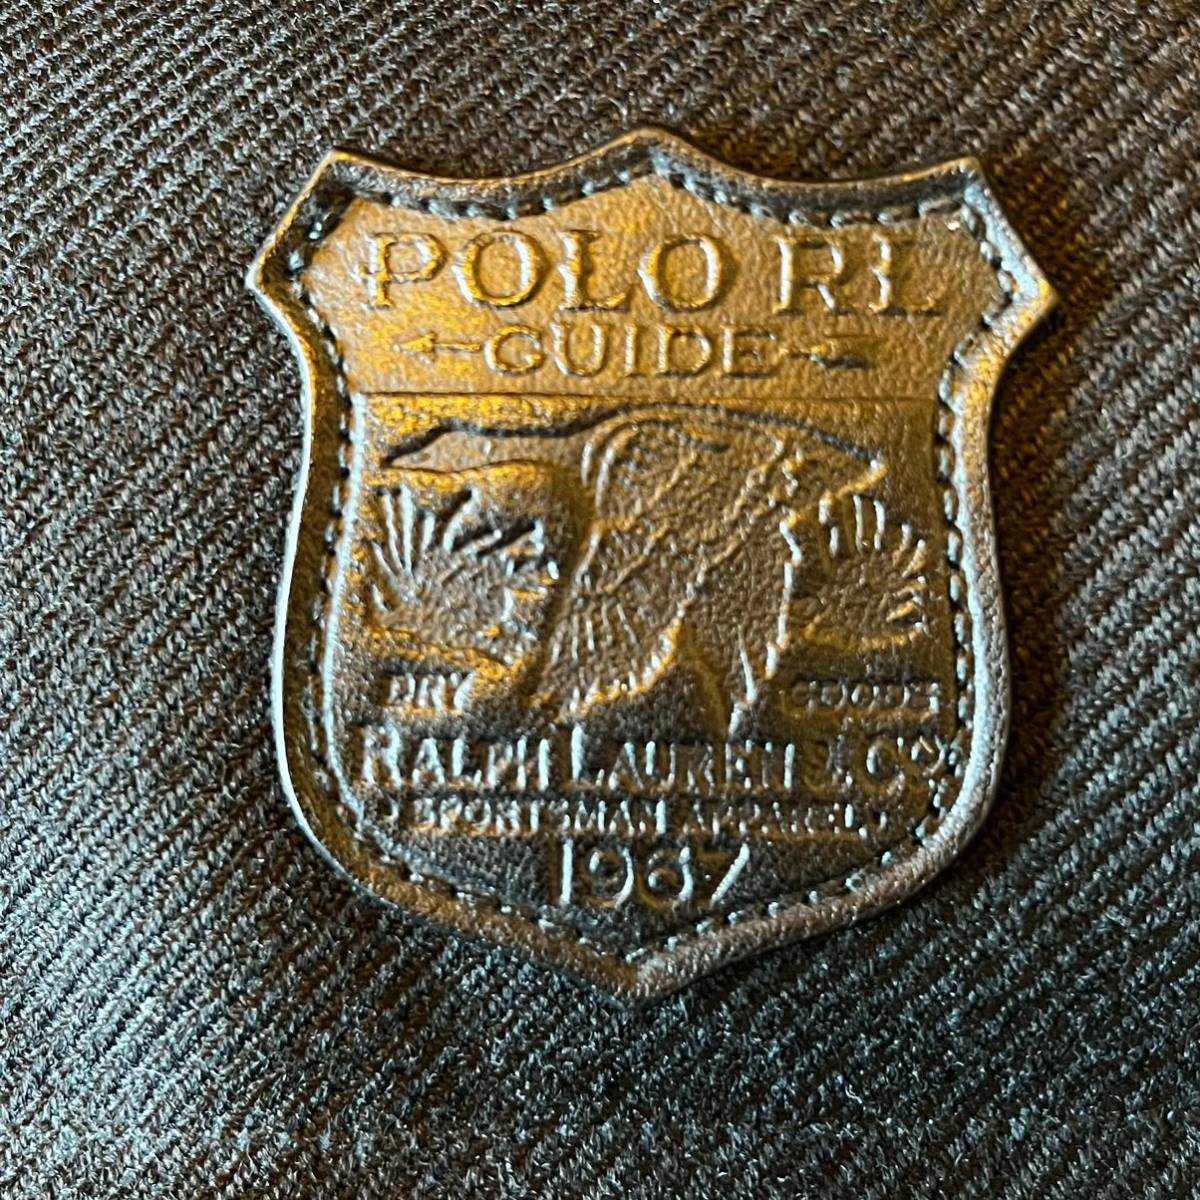 POLO RL
GUIDE
DRY GOODS
RALPH LAUREN & Co.
SPORTSMAN APPAREL
1967